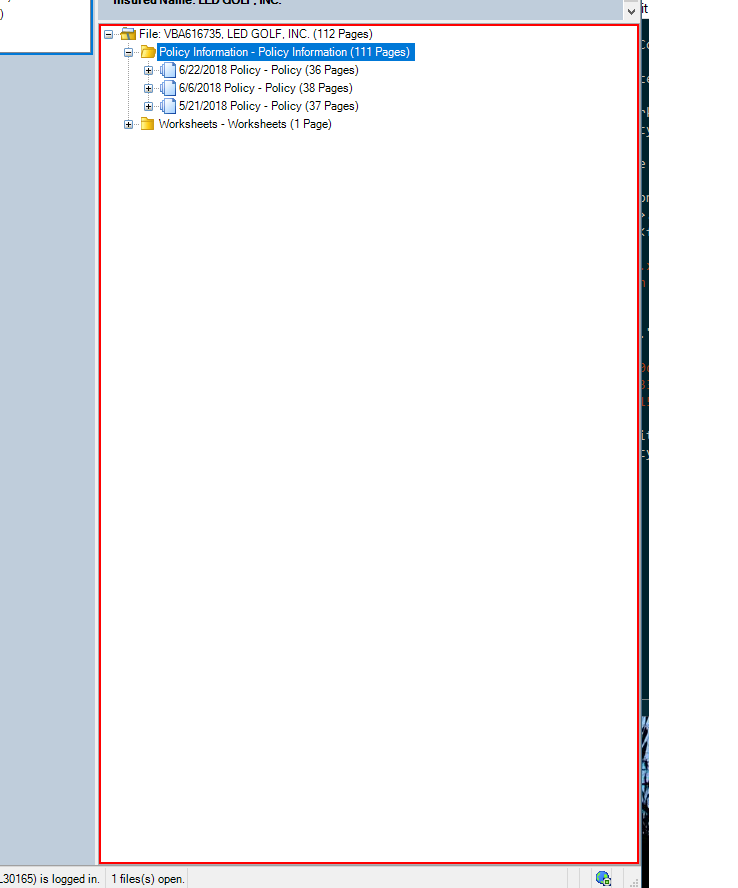 Insured Name: LED GOLF, INC.
File: VBA616735, LED GOLF, INC. (112 Pages)
Policy Information - Policy Information (111 Pages)
6/22/2018 Policy - Policy (36 Pages)
6/6/2018 Policy - Policy (38 Pages)
5/21/2018 Policy - Policy (37 Pages)
Worksheets - Worksheets (1 Page)
L30165) is logged in.
1 files(s) open.